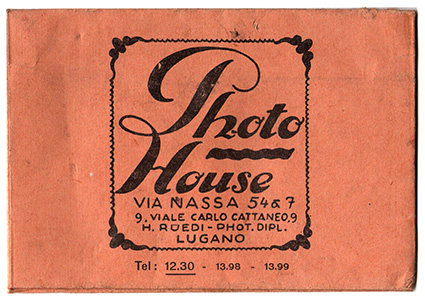 Photo
House
VIA NASSA 54 & 7
9, VIALE CARLO CATTANEO, 9
H. RÜEDI - PHOT. DIPL.
LUGANO
Tel : 12.30 - 13.98 - 13.99